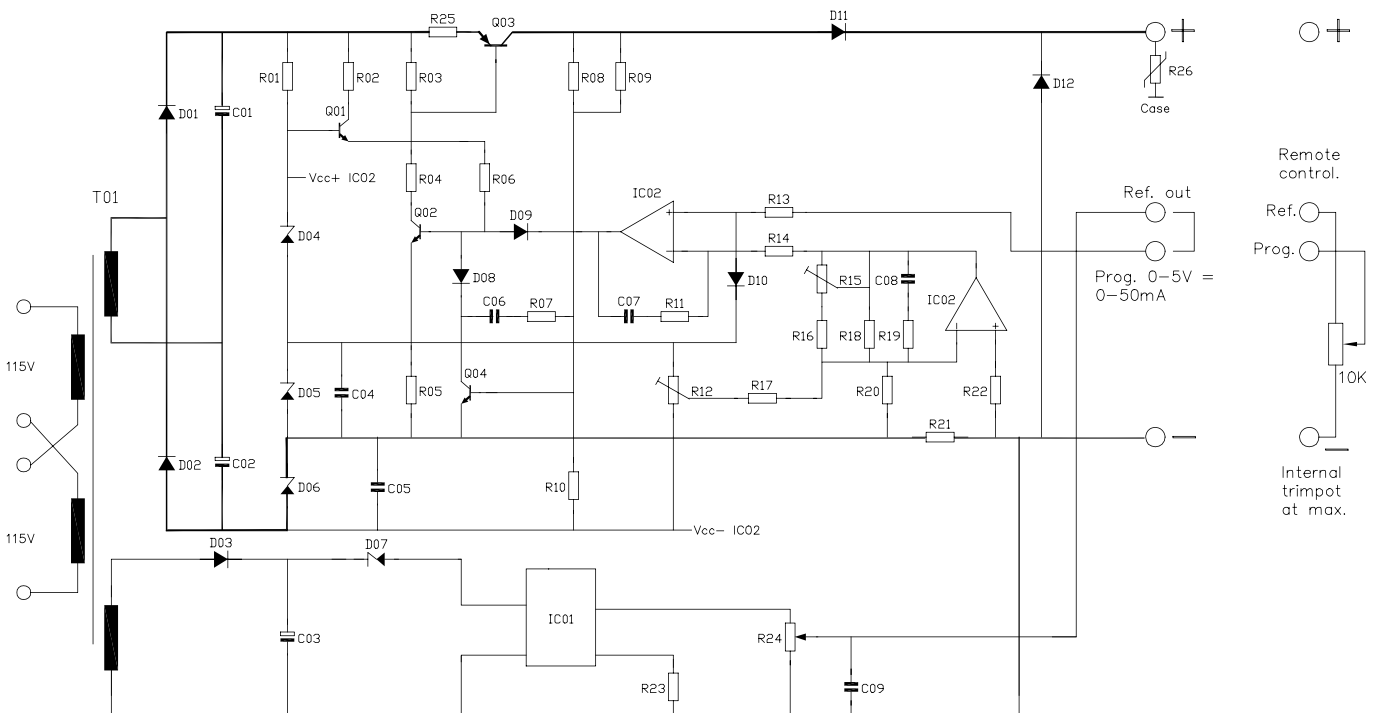 R25
Q03
D11
R01
R02
R03
R08
R09
D12
R26
Case
D01
C01
Q01
Vcc+ IC02
R04
R06
Remote
control.
T01
Q02
D09
IC02
R13
Ref. out
Ref.
D04
R14
Prog.
D08
D10
R15
C08
IC02
Prog. 0-5V =
0-50mA
C06
R07
C07
R11
R16
R18
R19
115V
Q04
D05
C04
R05
R12
R17
R20
R22
10K
R21
D02
C02
D06
C05
R10
Internal
trimpot
at max.
Vcc- IC02
115V
D03
D07
IC01
C03
R24
R23
C09